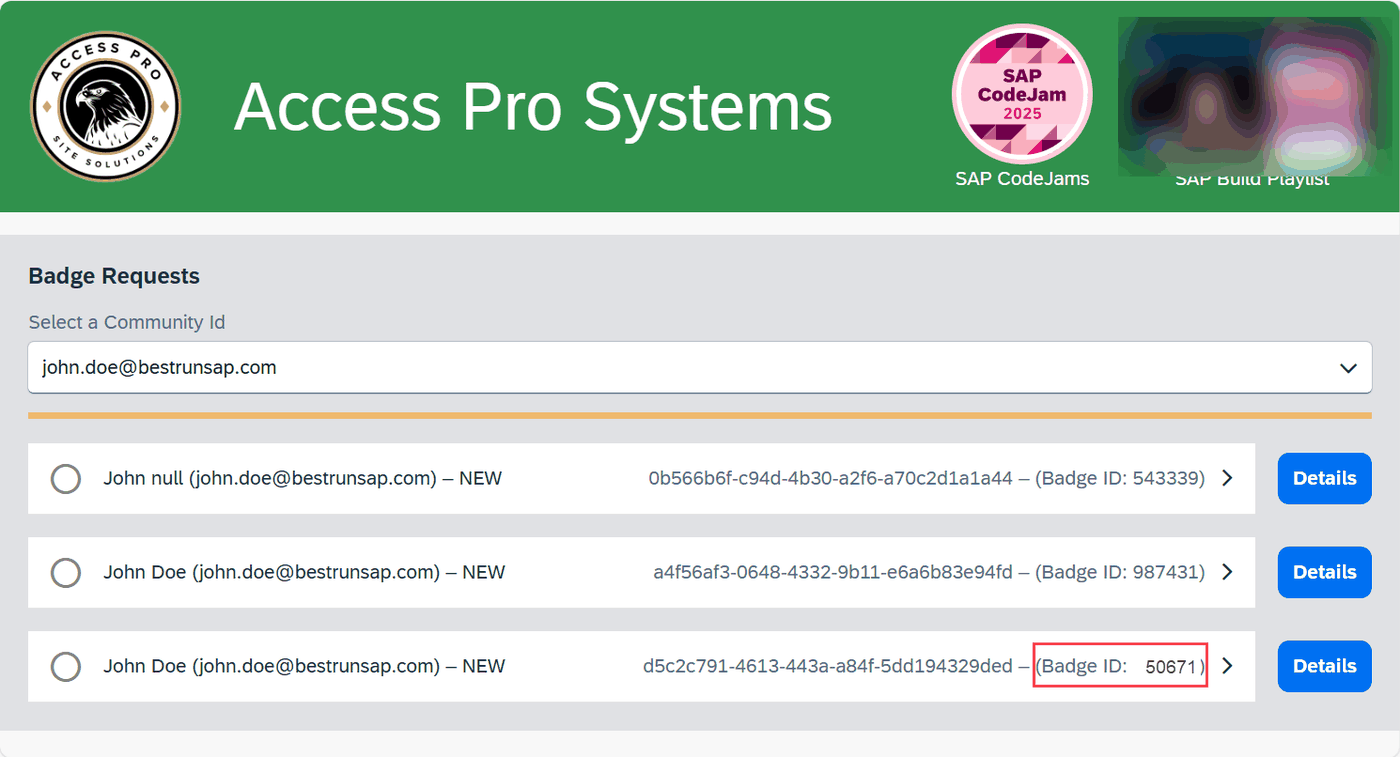 ACCESS PRO
SITE SOLUTIONS
Access Pro Systems
SAP
CodeJam
2025
SAP CodeJams
SAP Build Playlist
Badge Requests
Select a Community Id
john.doe@bestrunsap.com
John null (john.doe@bestrunsap.com) – NEW 0b566b6f-c94d-4b30-a2f6-a70c2d1a1a44 – (Badge ID: 543339) Details
John Doe (john.doe@bestrunsap.com) – NEW a4f56af3-0648-4332-9b11-e6a6b83e94fd – (Badge ID: 987431) Details
John Doe (john.doe@bestrunsap.com) – NEW d5c2c791-4613-443a-a84f-5dd194329ded – (Badge ID: 50671) Details